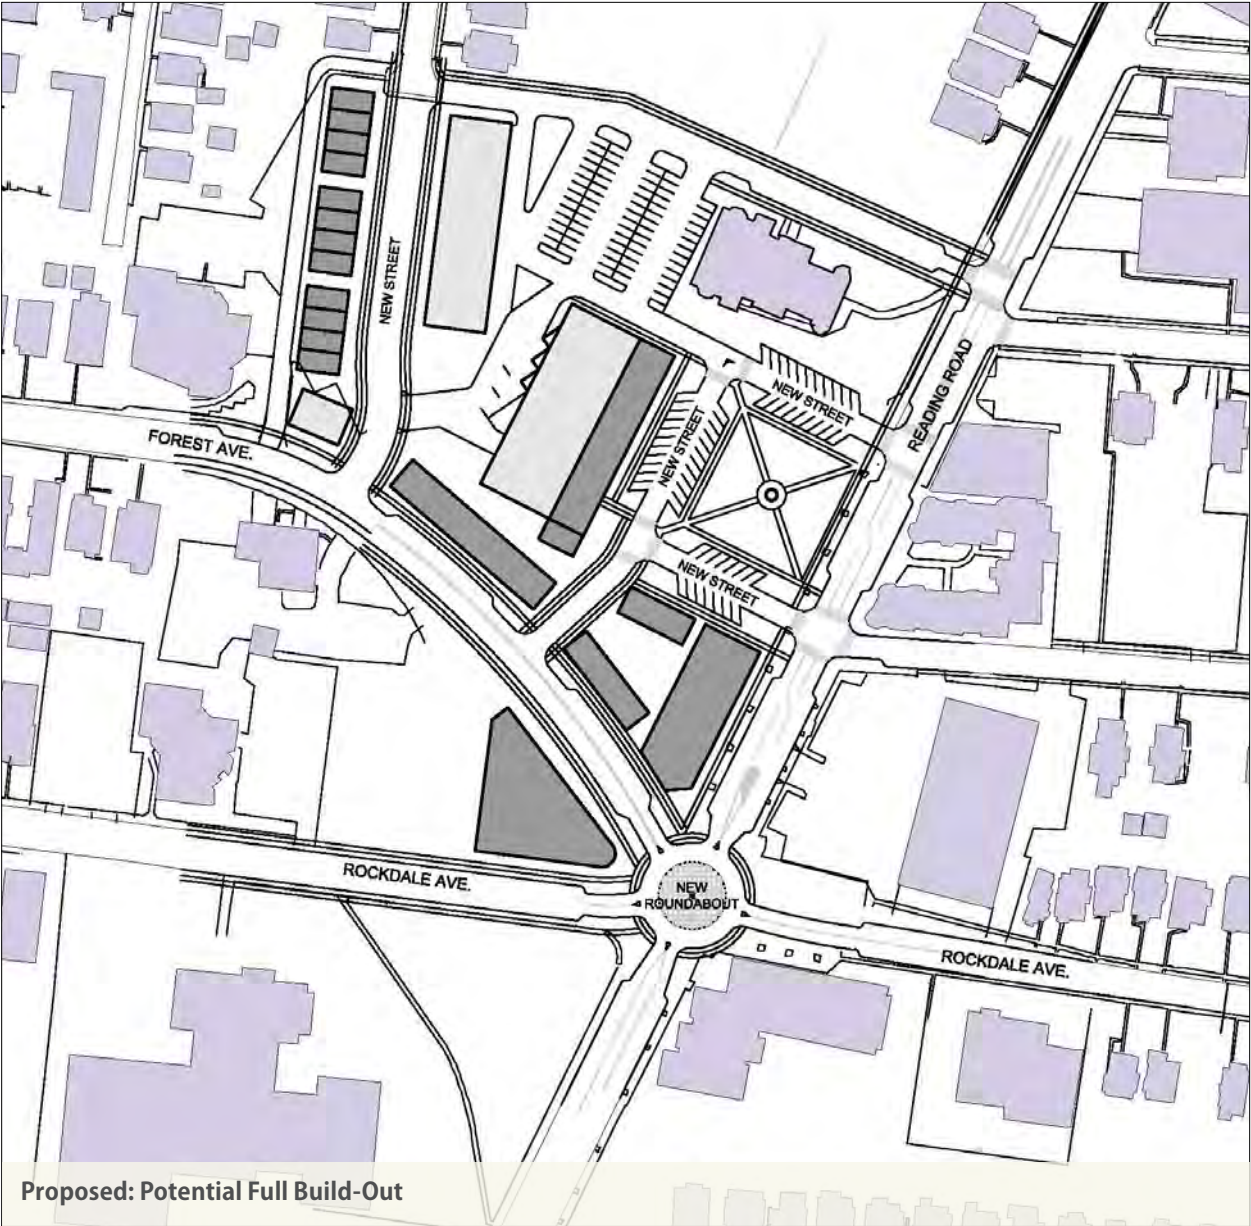 NEW STREET
READING ROAD
NEW STREET
NEW STREET
FOREST AVE.
NEW STREET
ROCKDALE AVE.
NEW
ROUNDABOUT
ROCKDALE AVE.
Proposed: Potential Full Build-Out